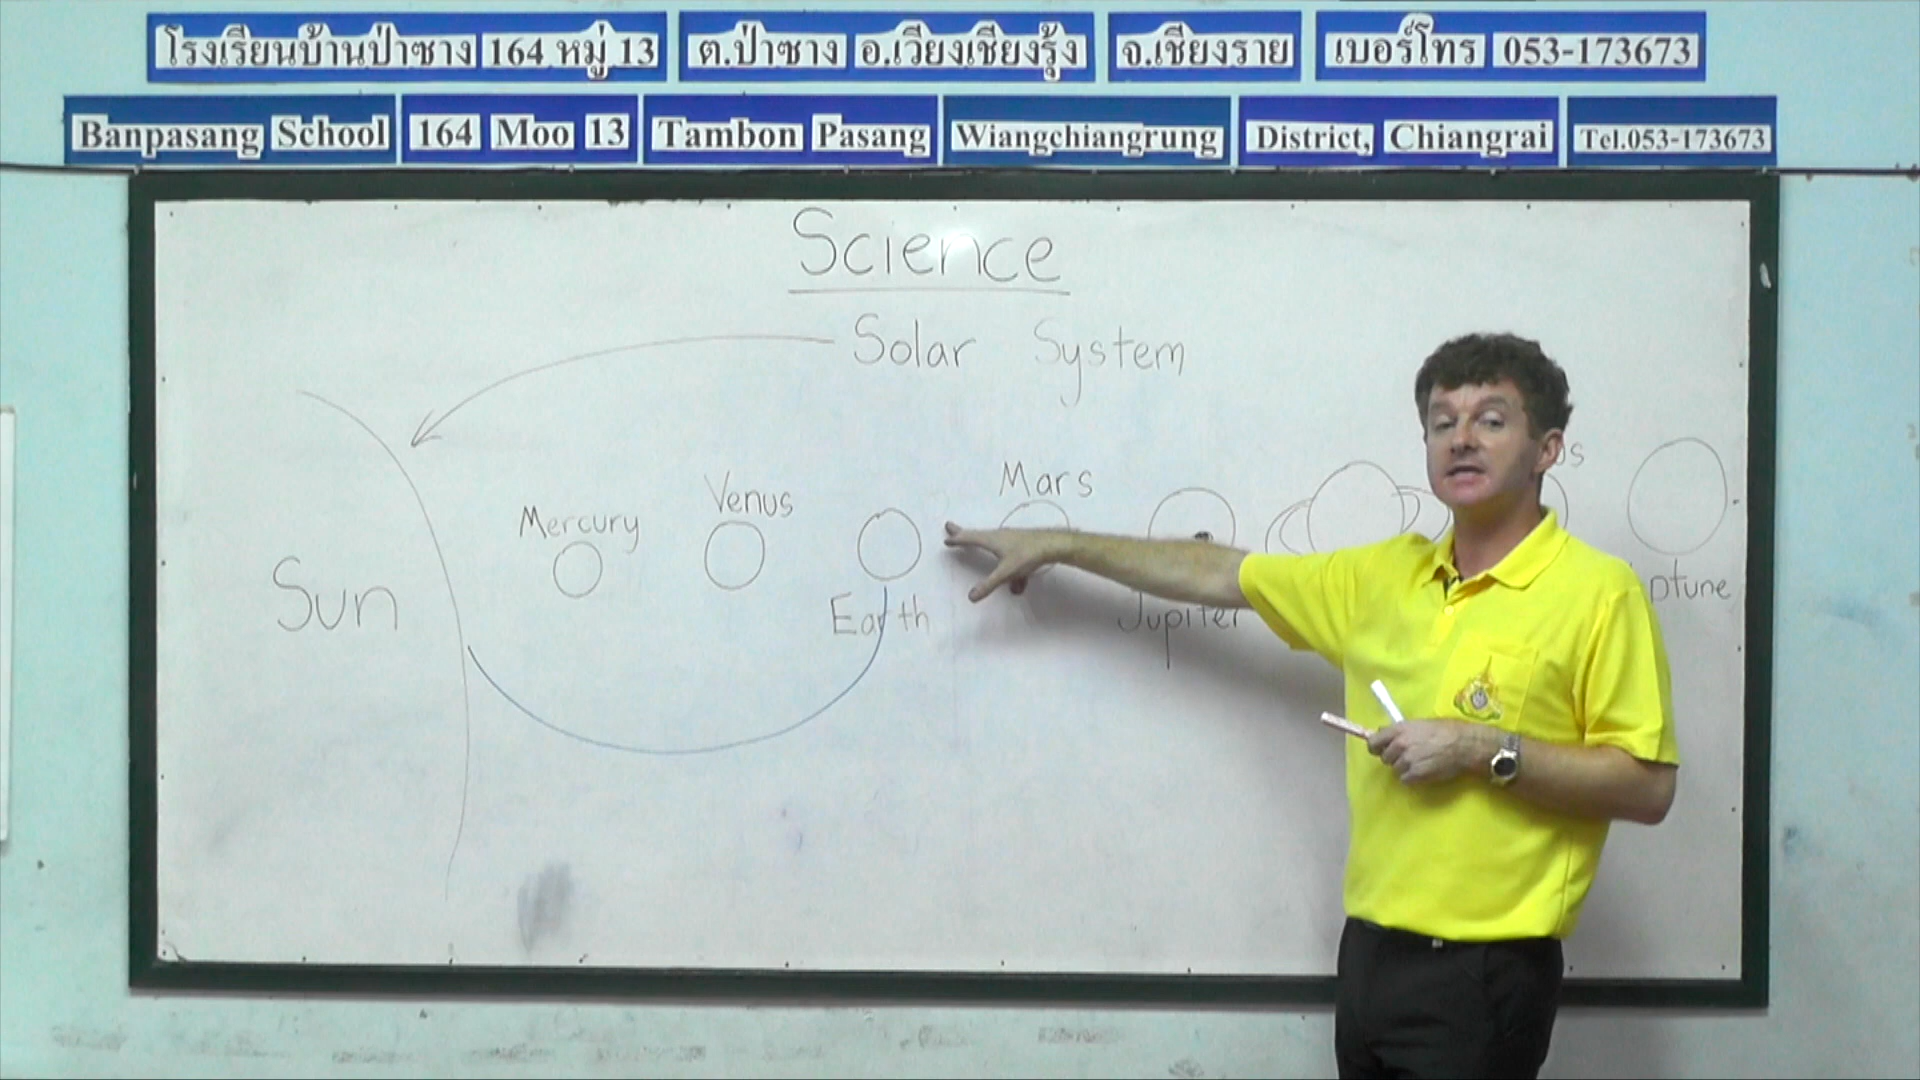 โรงเรียนบ้านป่าซาง 164 หมู่ 13 ต.ป่าซาง อ.เวียงเชียงรุ้ง จ.เชียงราย เบอร์โทร 053-173673
Banpasang School 164 Moo 13 Tambon Pasang Wiangchiangrung District, Chiangrai Tel.053-173673
Science
Solar System
Mars
Venus
Mercury
Sun
Earth
Jupiter